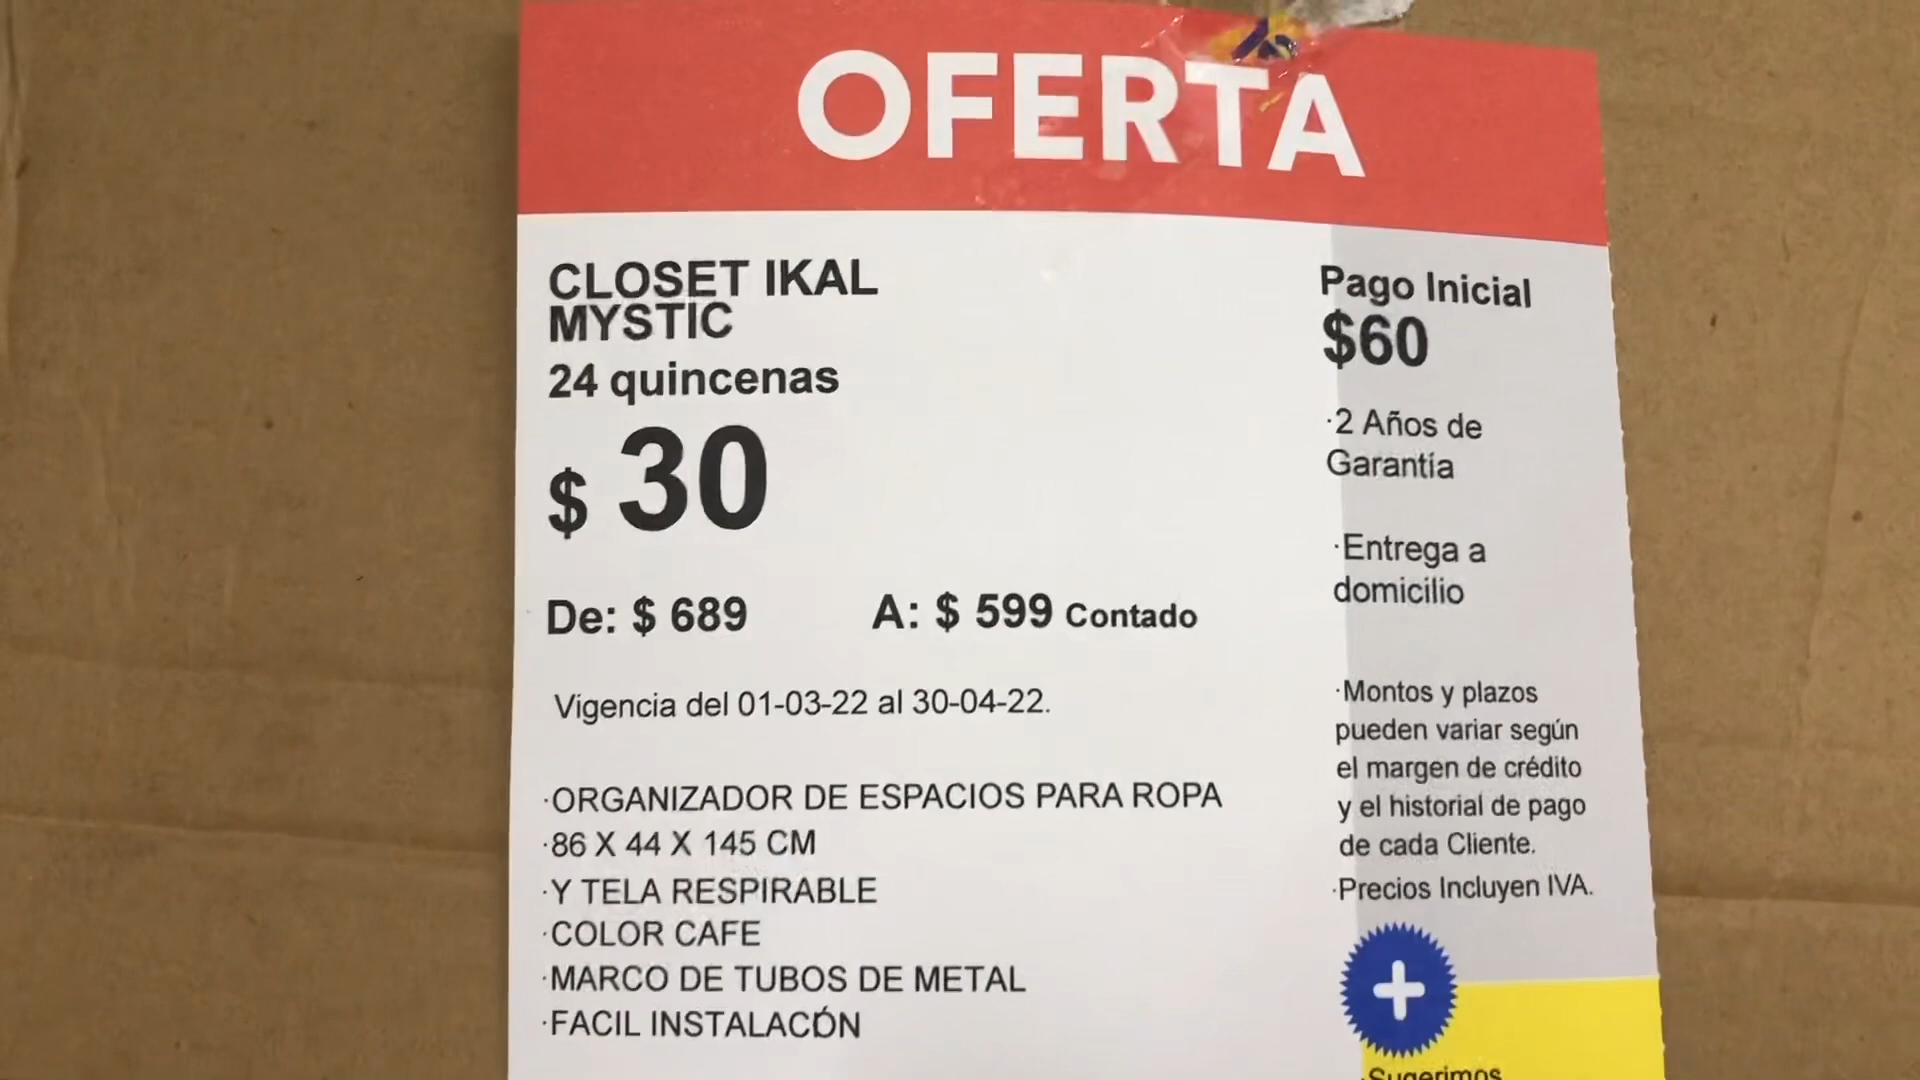 OFERTA
CLOSET IKAL
MYSTIC
24 quincenas
$ 30
De: $ 689 A: $ 599 Contado
Vigencia del 01-03-22 al 30-04-22.
·ORGANIZADOR DE ESPACIOS PARA ROPA
·86 X 44 X 145 CM
·Y TELA RESPIRABLE
·COLOR CAFE
·MARCO DE TUBOS DE METAL
·FACIL INSTALACÓN
Pago Inicial
$60
·2 Años de
Garantía
·Entrega a
domicilio
·Montos y plazos
pueden variar según
el margen de crédito
y el historial de pago
de cada Cliente.
·Precios Incluyen IVA.
+
·Sugerimos